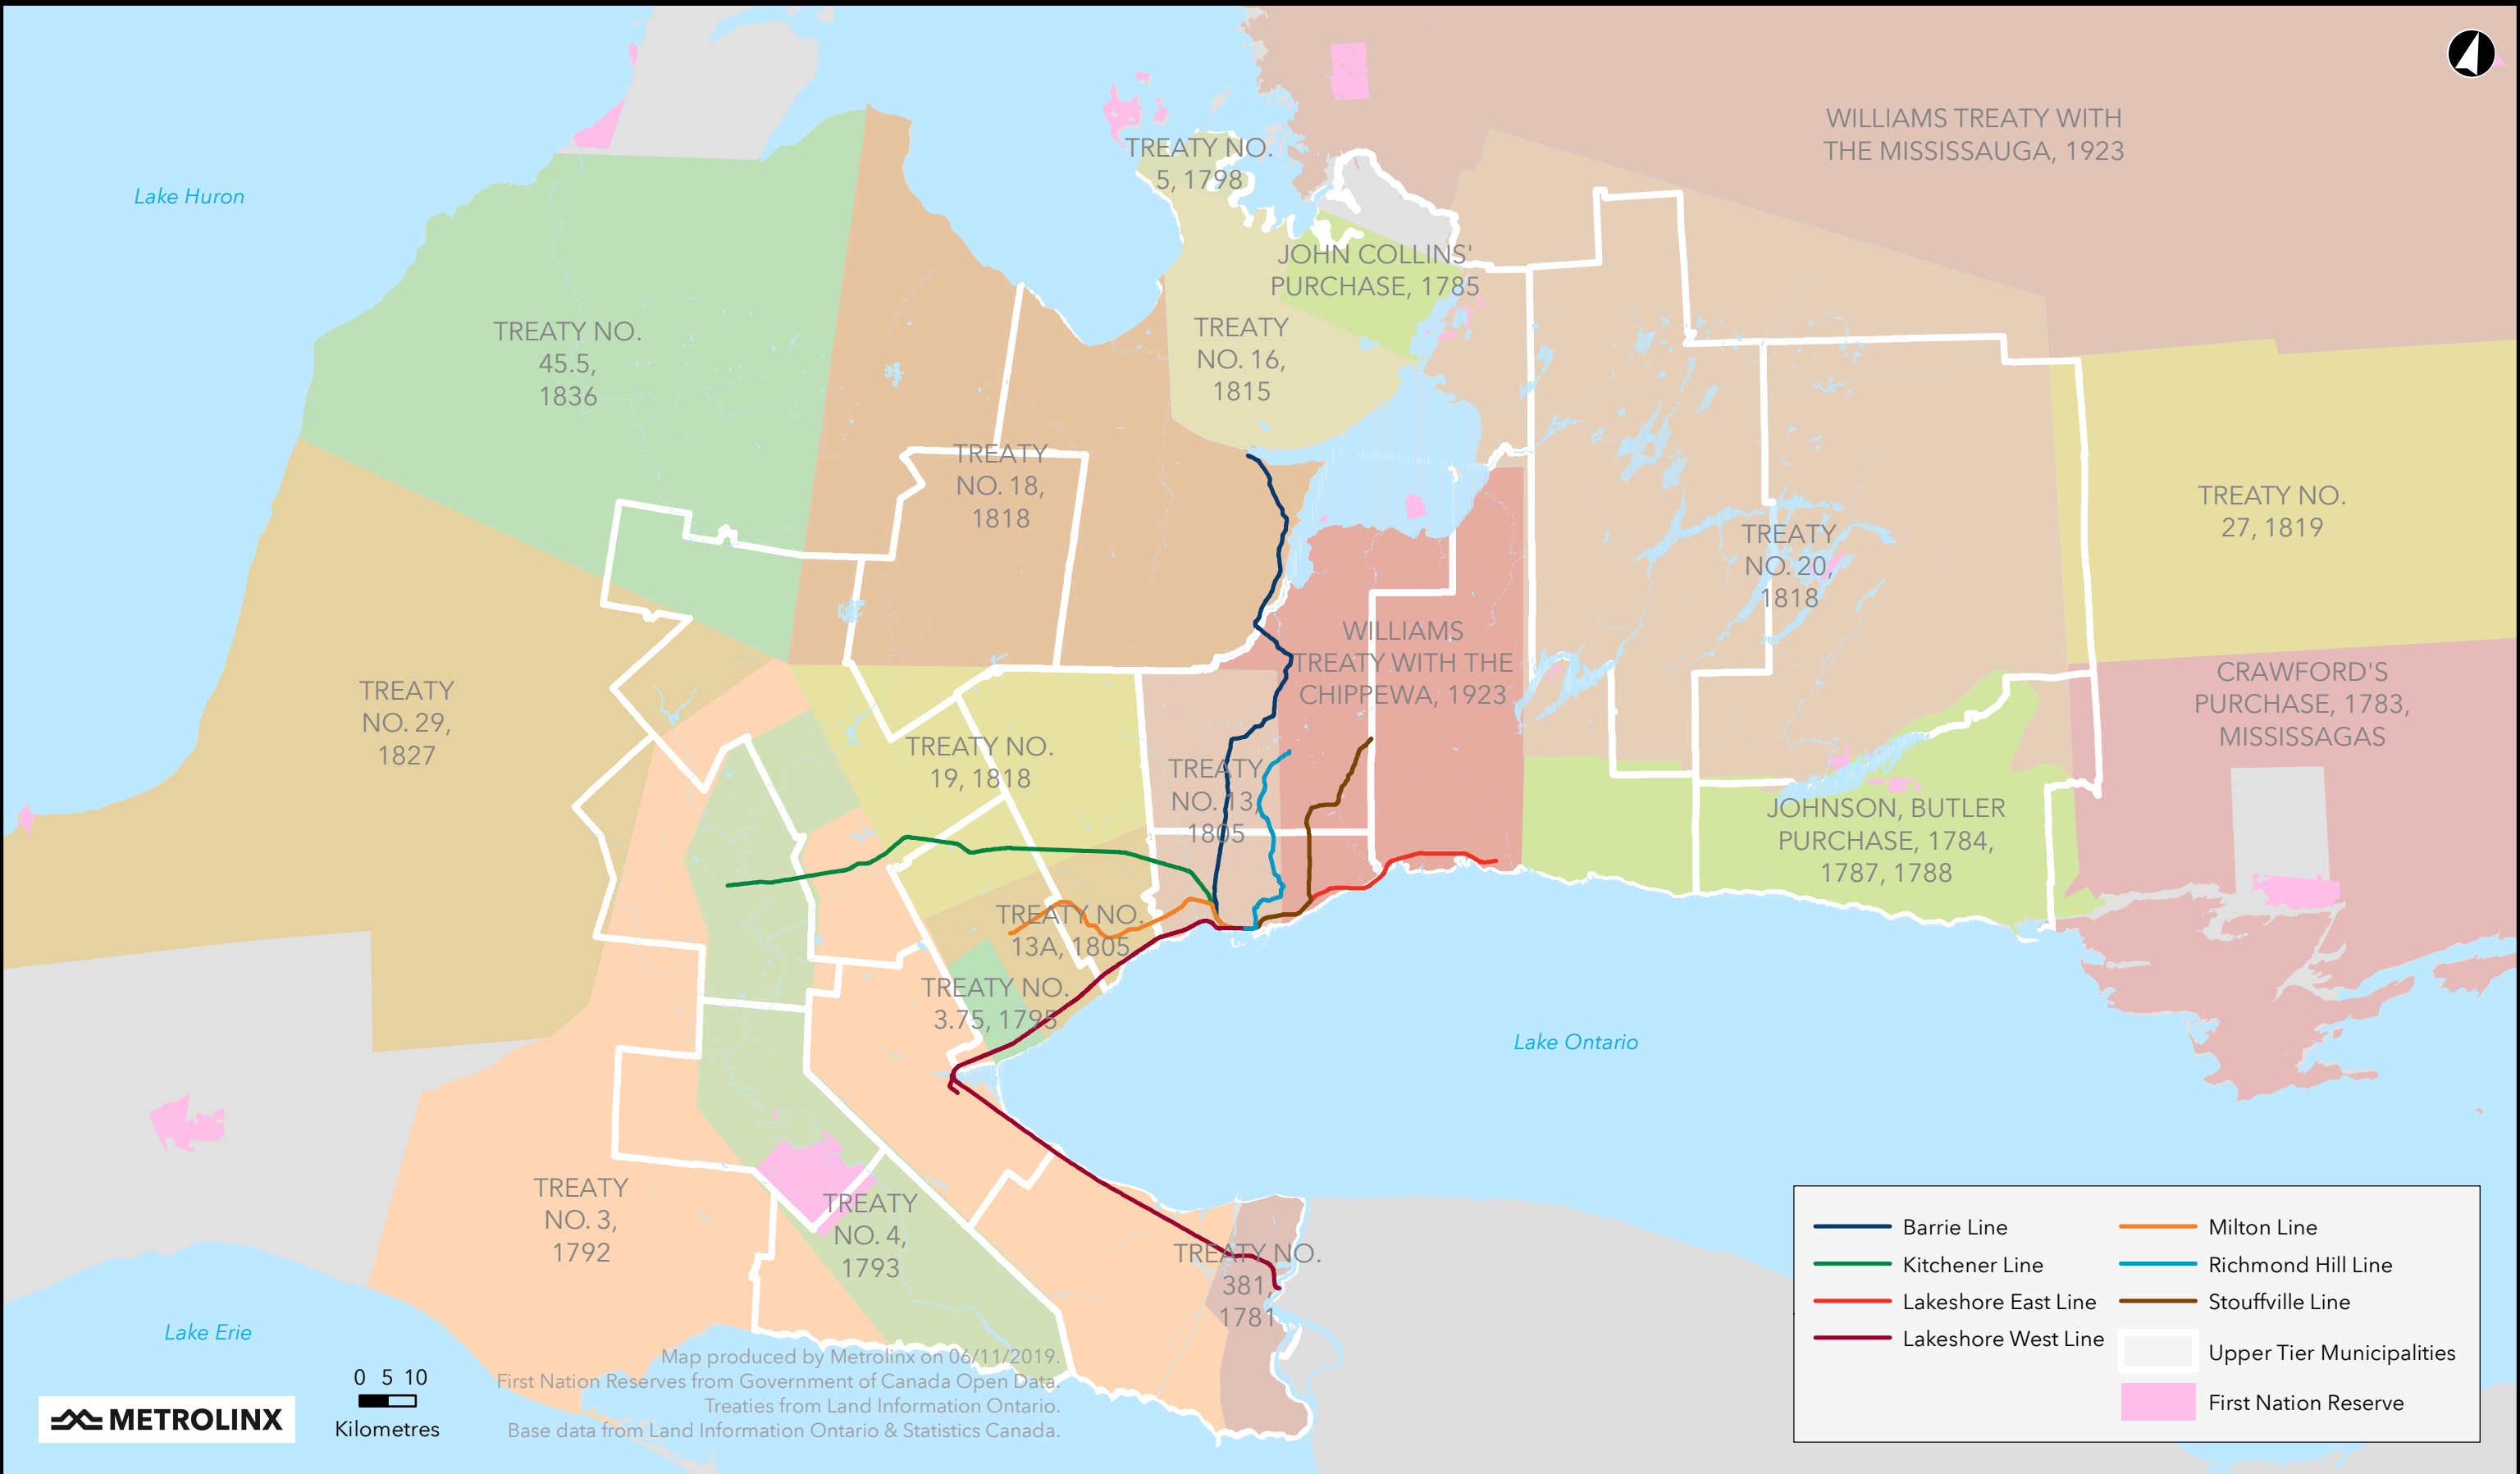 WILLIAMS TREATY WITH
THE MISSISSAUGA, 1923
TREATY NO.
5, 1798
Lake Huron
JOHN COLLINS'
PURCHASE, 1785
TREATY NO.
45.5,
1836
TREATY
NO. 16,
1815
TREATY
NO. 18,
1818
TREATY NO.
27, 1819
TREATY
NO. 20,
1818
WILLIAMS
TREATY WITH THE
CHIPPEWA, 1923
CRAWFORD'S
PURCHASE, 1783,
MISSISSAGAS
TREATY
NO. 29,
1827
TREATY NO.
19, 1818
TREATY
NO. 13,
1805
JOHNSON, BUTLER
PURCHASE, 1784,
1787, 1788
TREATY NO.
13A, 1805
TREATY NO.
3.75, 1795
Lake Ontario
TREATY
NO. 3,
1792
TREATY
NO. 4,
1793
TREATY NO.
381,
1781
Lake Erie
Barrie Line
Kitchener Line
Lakeshore East Line
Lakeshore West Line
Milton Line
Richmond Hill Line
Stouffville Line
Upper Tier Municipalities
First Nation Reserve
Map produced by Metrolinx on 06/11/2019.
First Nation Reserves from Government of Canada Open Data.
Treaties from Land Information Ontario.
Base data from Land Information Ontario & Statistics Canada.
0 5 10
Kilometres
METROLINX